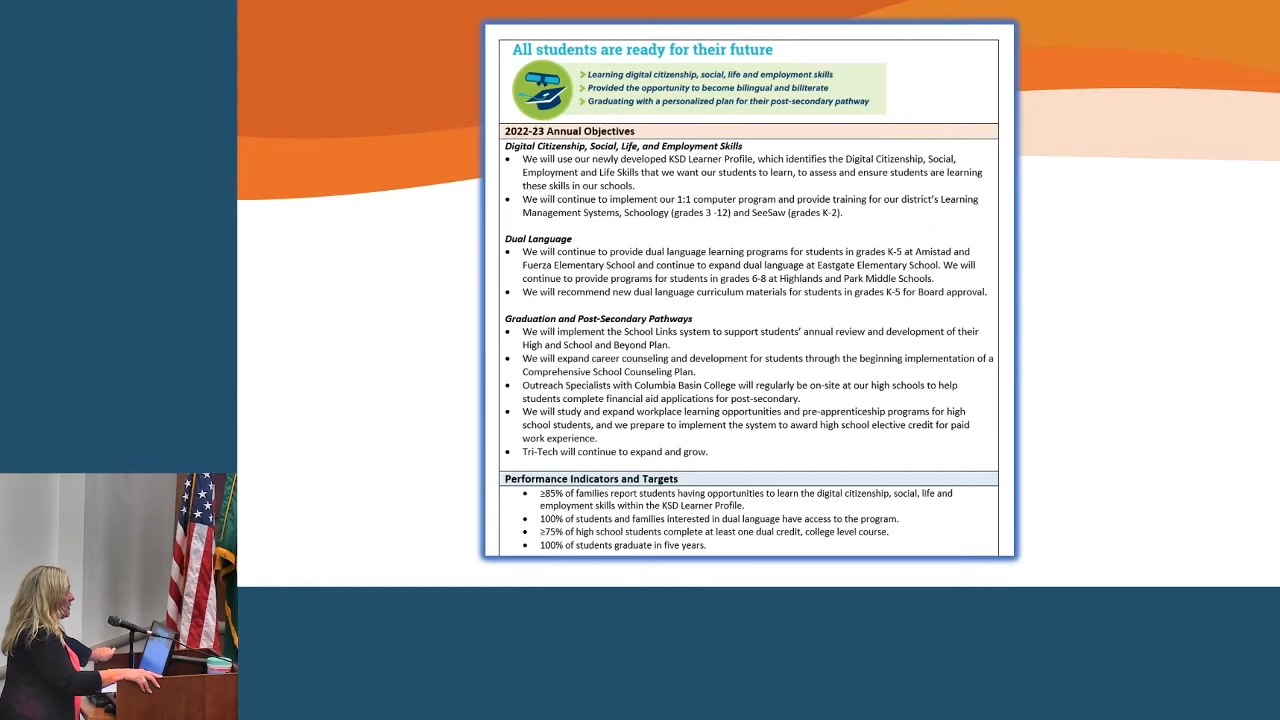 All students are ready for their future
Learning digital citizenship, social, life and employment skills
Provided the opportunity to become bilingual and biliterate
Graduating with a personalized plan for their post-secondary pathway
2022-23 Annual Objectives
Digital Citizenship, Social, Life, and Employment Skills
• We will use our newly developed KSD Learner Profile, which identifies the Digital Citizenship, Social,
Employment and Life Skills that we want our students to learn, to assess and ensure students are learning
these skills in our schools.
• We will continue to implement our 1:1 computer program and provide training for our district's Learning
Management Systems, Schoology (grades 3 -12) and SeeSaw (grades K-2).
Dual Language
• We will continue to provide dual language learning programs for students in grades K-5 at Amistad and
Fuerza Elementary School and continue to expand dual language at Eastgate Elementary School. We will
continue to provide programs for students in grades 6-8 at Highlands and Park Middle Schools.
• We will recommend new dual language curriculum materials for students in grades K-5 for Board approval.
Graduation and Post-Secondary Pathways
• We will implement the School Links system to support students' annual review and development of their
High and School and Beyond Plan.
• We will expand career counseling and development for students through the beginning implementation of a
Comprehensive School Counseling Plan.
• Outreach Specialists with Columbia Basin College will regularly be on-site at our high schools to help
students complete financial aid applications for post-secondary.
• We will study and expand workplace learning opportunities and pre-apprenticeship programs for high
school students, and we prepare to implement the system to award high school elective credit for paid
work experience.
• Tri-Tech will continue to expand and grow.
Performance Indicators and Targets
• ≥85% of families report students having opportunities to learn the digital citizenship, social, life and
employment skills within the KSD Learner Profile.
• 100% of students and families interested in dual language have access to the program.
• ≥75% of high school students complete at least one dual credit, college level course.
• 100% of students graduate in five years.